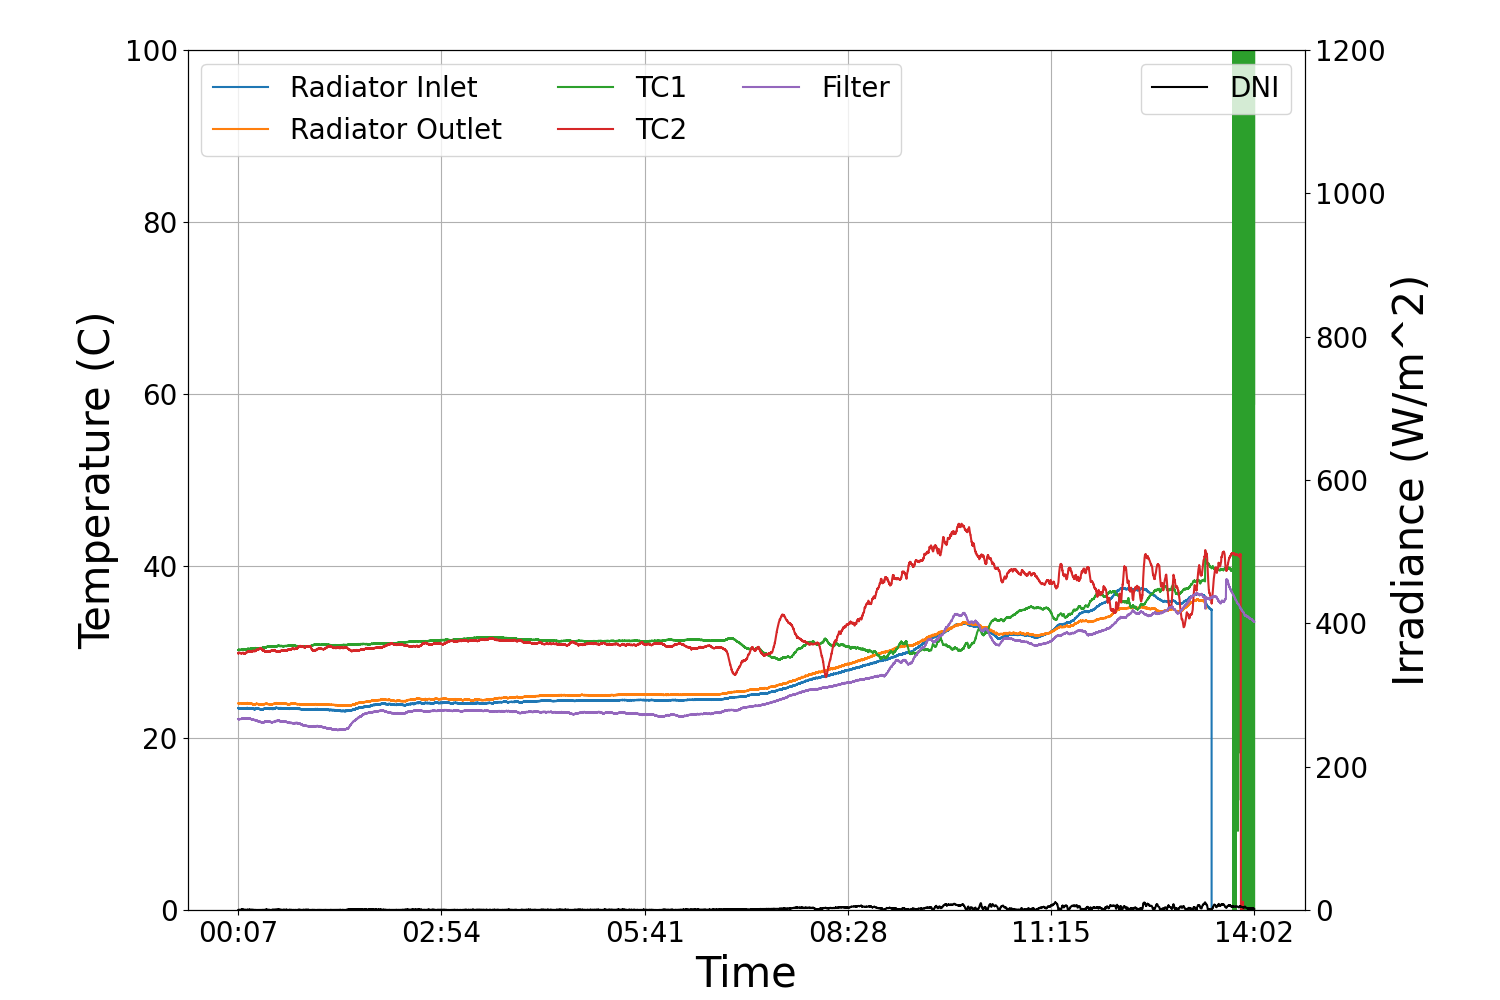 Radiator Inlet
Radiator Outlet
TC1
TC2
Filter
DNI
Temperature (C)
100
80
60
40
20
0
1200
1000
800
600
400
200
0
Irradiance (W/m^2)
00:07 02:54 05:41 08:28 11:15 14:02
Time